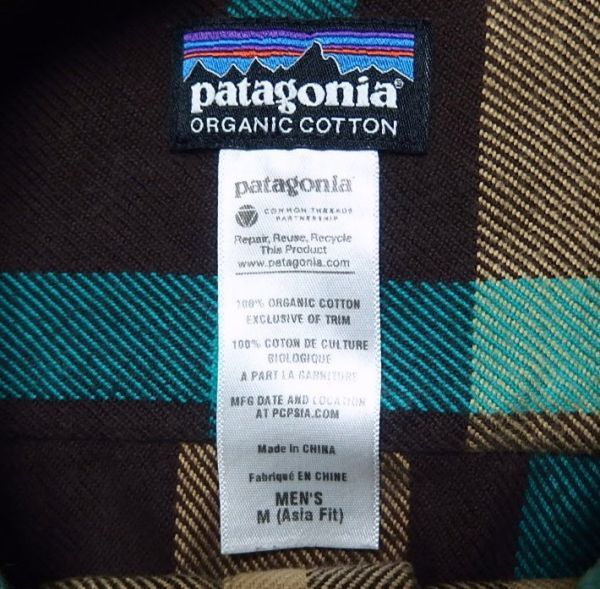 patagonia
ORGANIC COTTON
patagonia
COMMON THREADS
PARTNERSHIP
Repair, Reuse, Recycle
This Product
www.patagonia.com
100% ORGANIC COTTON
EXCLUSIVE OF TRIM
100% COTON DE CULTURE
BIOLOGIQUE
A PART LA GARNITURE
MFG DATE AND LOCATION
AT PCPSIA.COM
Made in CHINA
Fabriqué EN CHINE
MEN'S
M (Asia Fit)